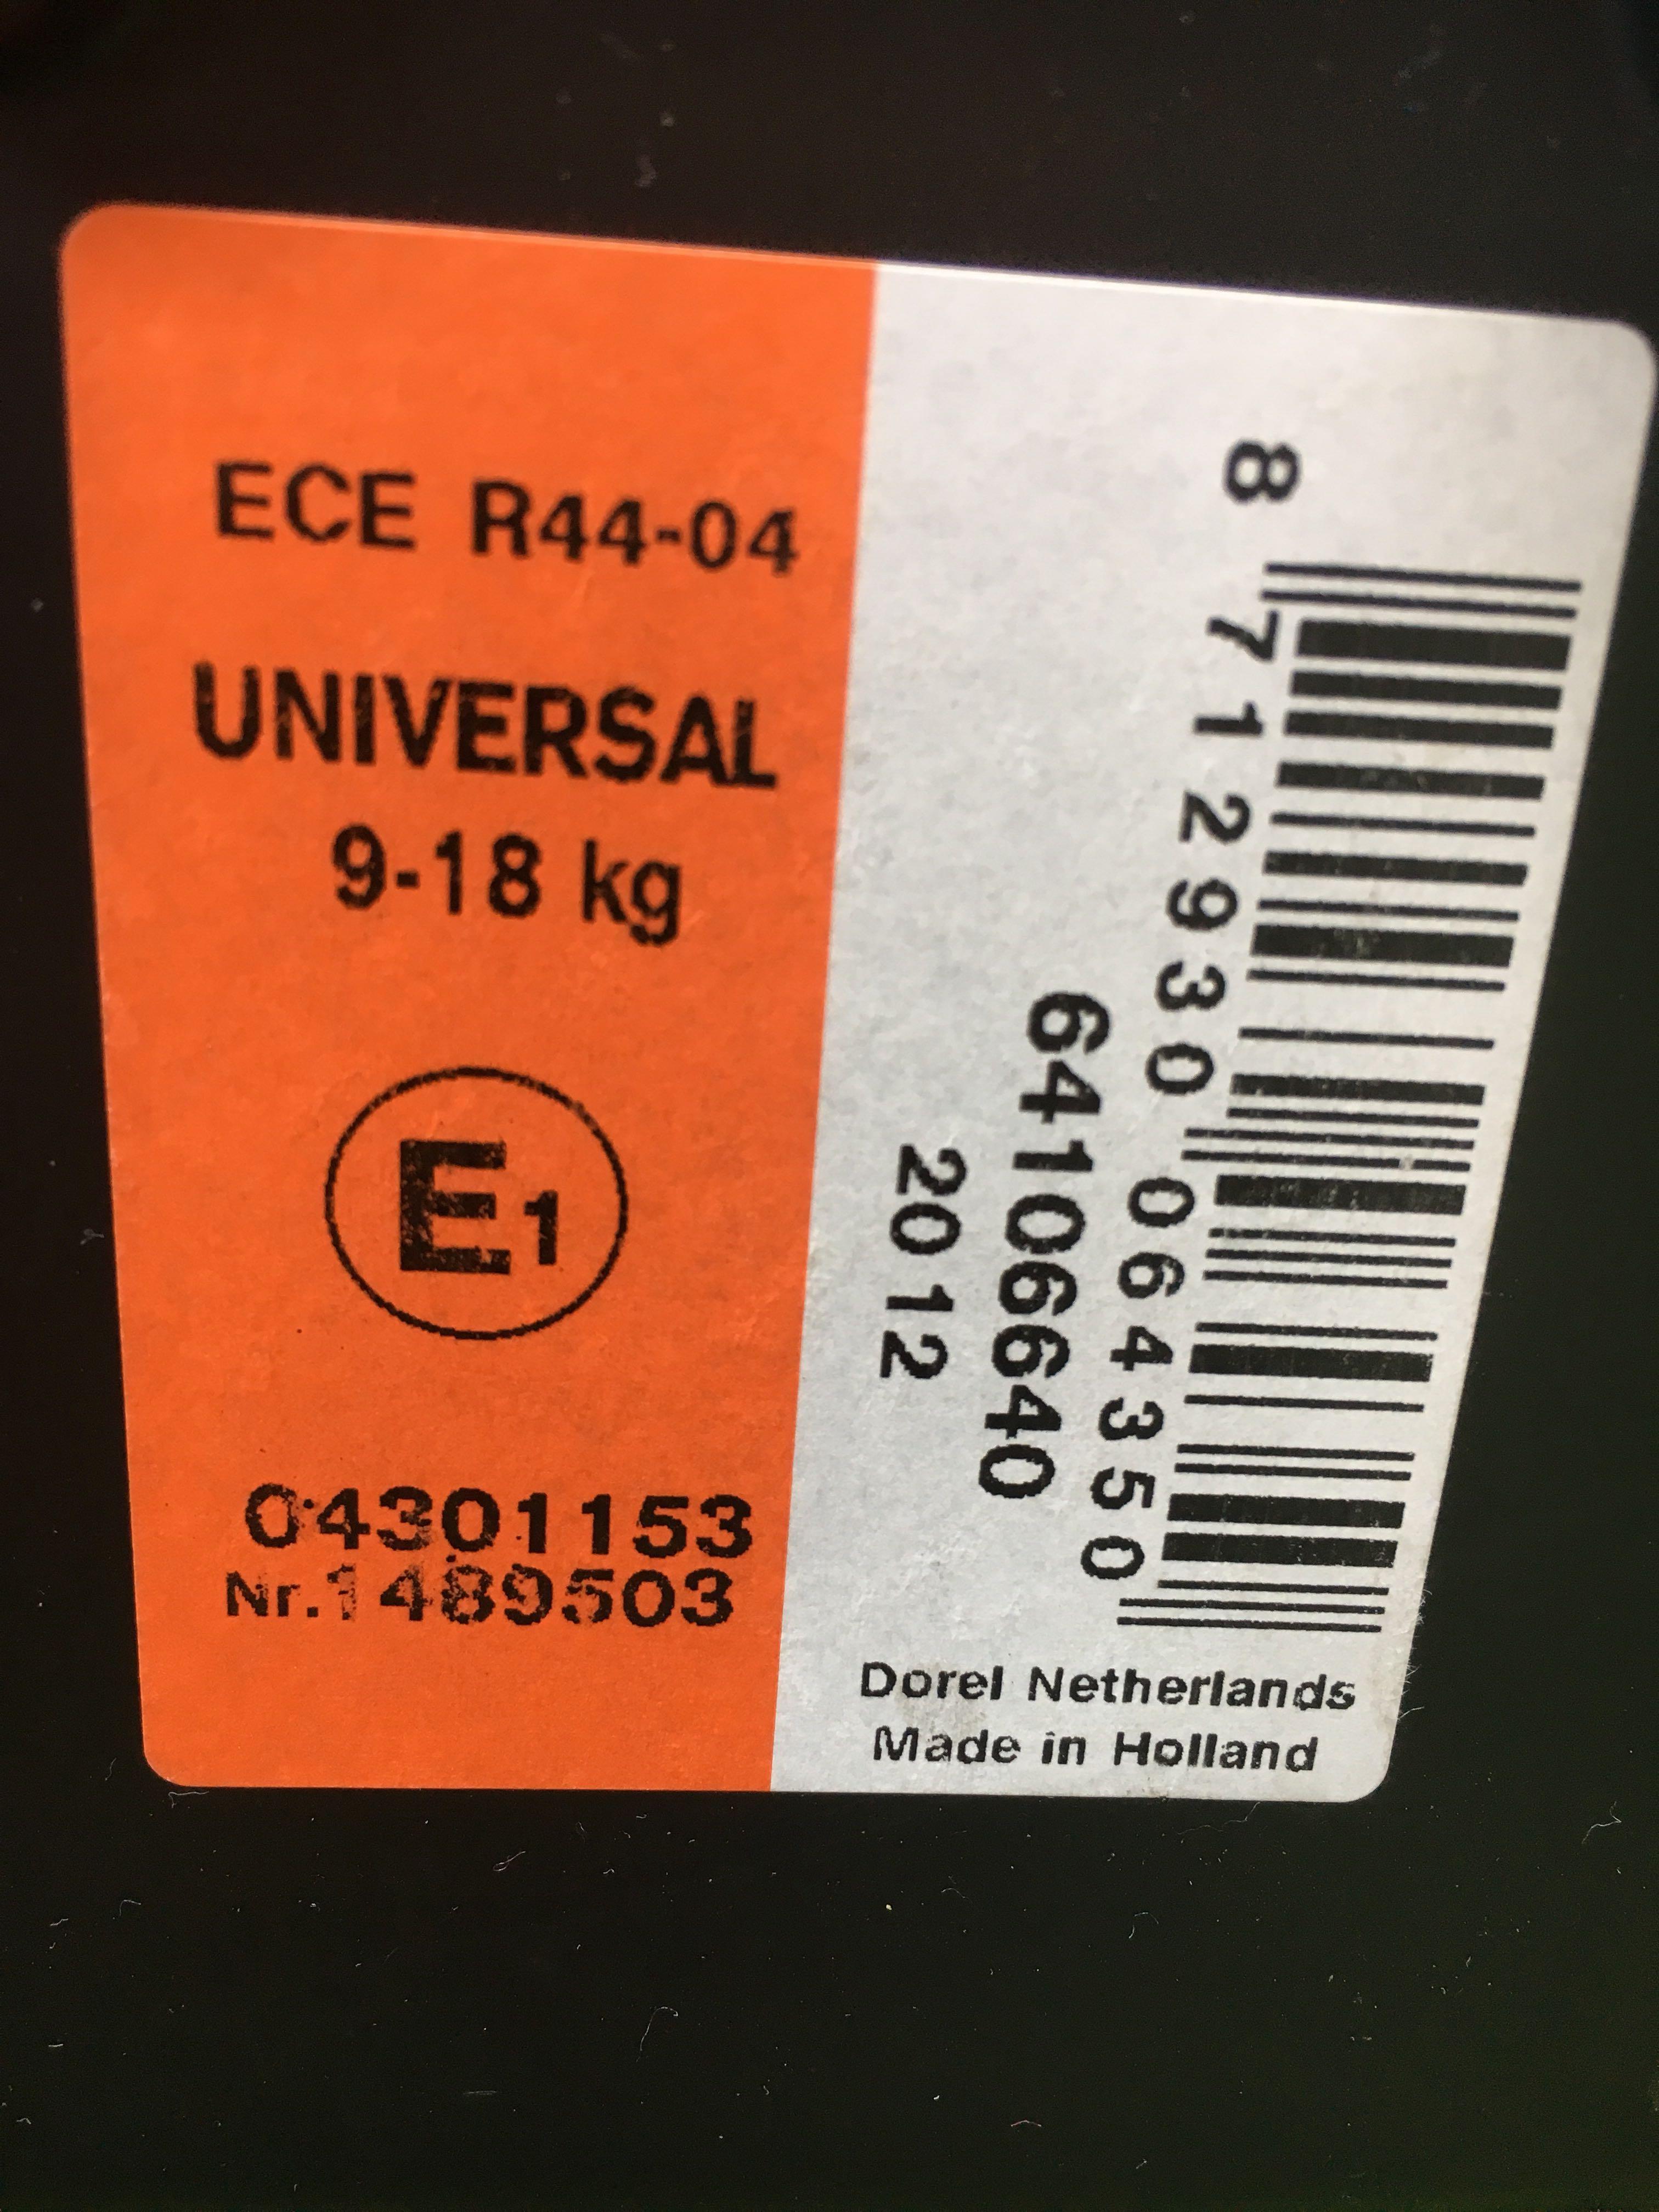 ECE R44-04
UNIVERSAL
9-18 kg
E1
04301153
Nr.1489503
8 712930 064350
64106640
2012
Dorel Netherlands
Made in Holland